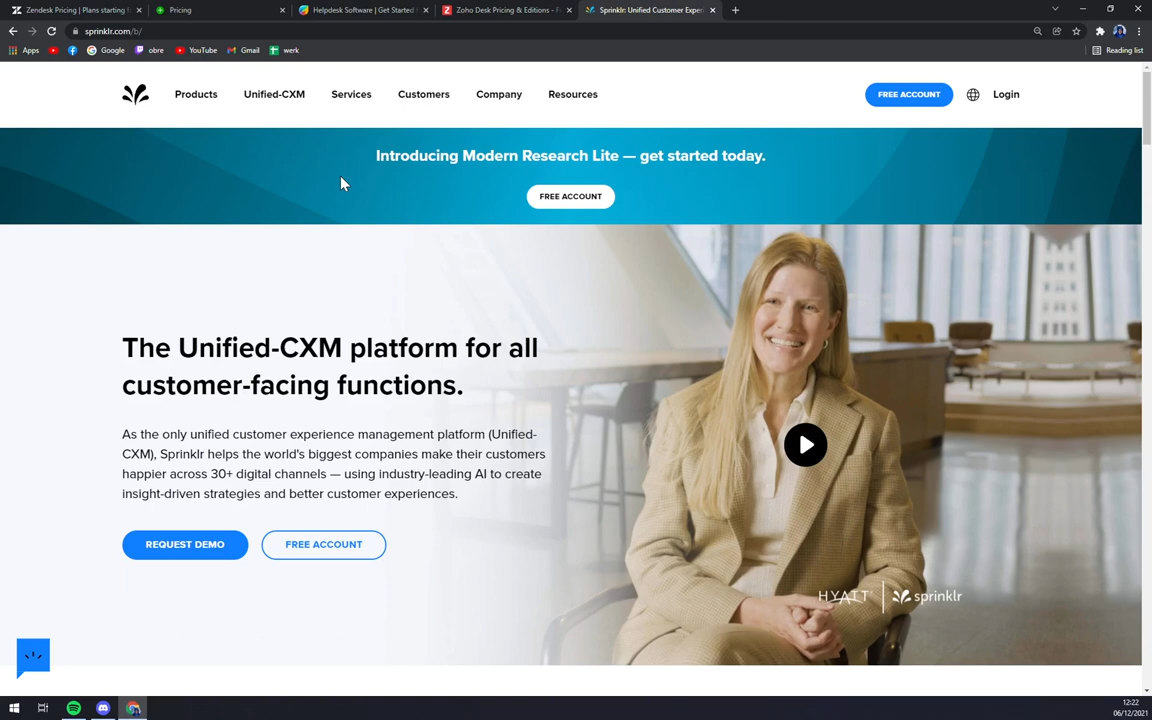 Zendesk Pricing | Plans starting f
Pricing
Helpdesk Software | Get Started
Zoho Desk Pricing & Editions - F
Sprinklr: Unified Customer Exper
sprinklr.com/b/
Apps
Google
obre
YouTube
Gmail
werk
Reading list
Products
Unified-CXM
Services
Customers
Company
Resources
FREE ACCOUNT
Login
Introducing Modern Research Lite — get started today.
FREE ACCOUNT
The Unified-CXM platform for all
customer-facing functions.
As the only unified customer experience management platform (Unified-
CXM), Sprinklr helps the world's biggest companies make their customers
happier across 30+ digital channels — using industry-leading AI to create
insight-driven strategies and better customer experiences.
REQUEST DEMO
FREE ACCOUNT
HYATT
sprinklr
12:22
06/12/2021